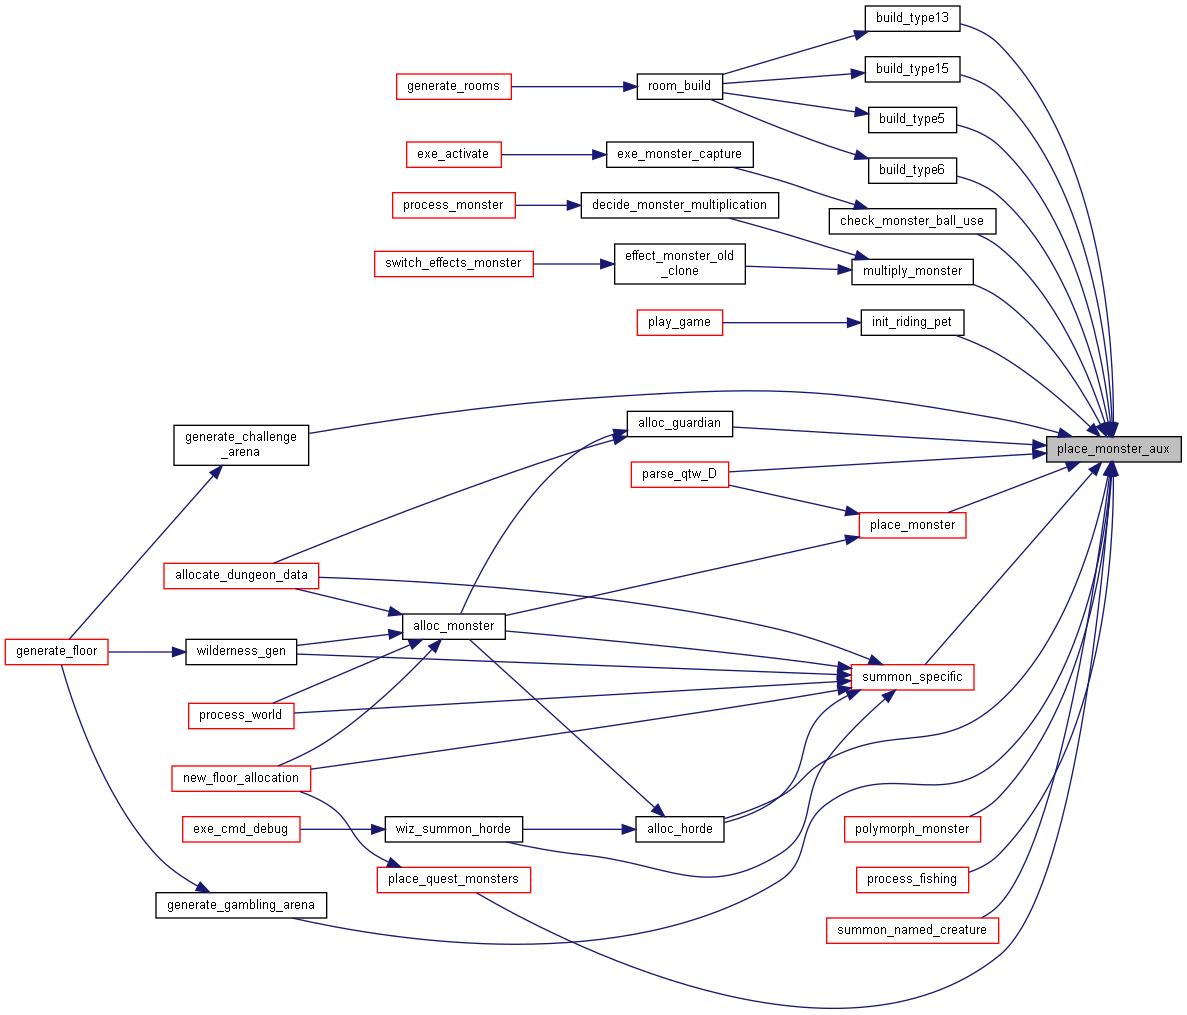 build_type13
build_type15
generate_rooms
room_build
build_type5
exe_activate
exe_monster_capture
build_type6
process_monster
decide_monster_multiplication
check_monster_ball_use
switch_effects_monster
effect_monster_old
_clone
multiply_monster
play_game
init_riding_pet
generate_challenge
_arena
alloc_guardian
place_monster_aux
parse_qtw_D
place_monster
allocate_dungeon_data
alloc_monster
generate_floor
wilderness_gen
summon_specific
process_world
new_floor_allocation
exe_cmd_debug
wiz_summon_horde
alloc_horde
polymorph_monster
place_quest_monsters
process_fishing
generate_gambling_arena
summon_named_creature